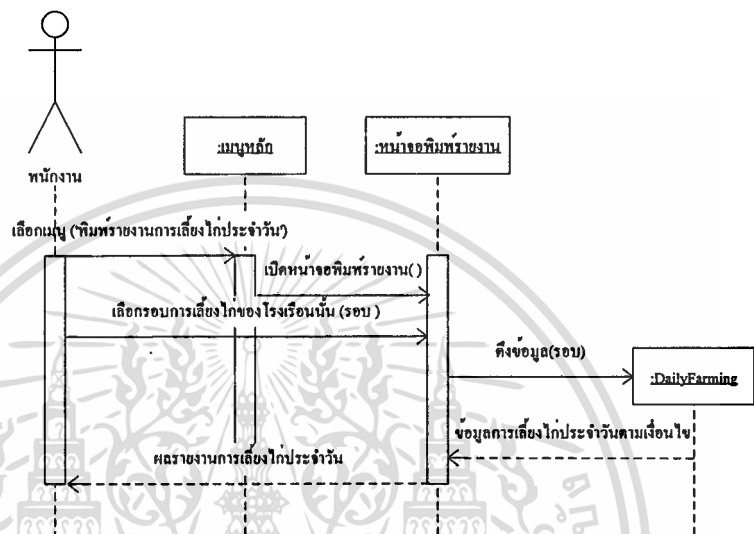 :เมนูหลัก
:หน้าจอพิมพ์รายงาน
พนักงาน
เลือกเมนู ('พิมพ์รายงานการเลี้ยงไก่ประจำวัน')
เปิดหน้าจอพิมพ์รายงาน( )
เลือกรอบการเลี้ยงไก่ของโรงเรือนนั้น (รอบ )
ดึงข้อมูล(รอบ)
:DailyFarming
ข้อมูลการเลี้ยงไก่ประจำวันตามเงื่อนไข
ผลรายงานการเลี้ยงไก่ประจำวัน